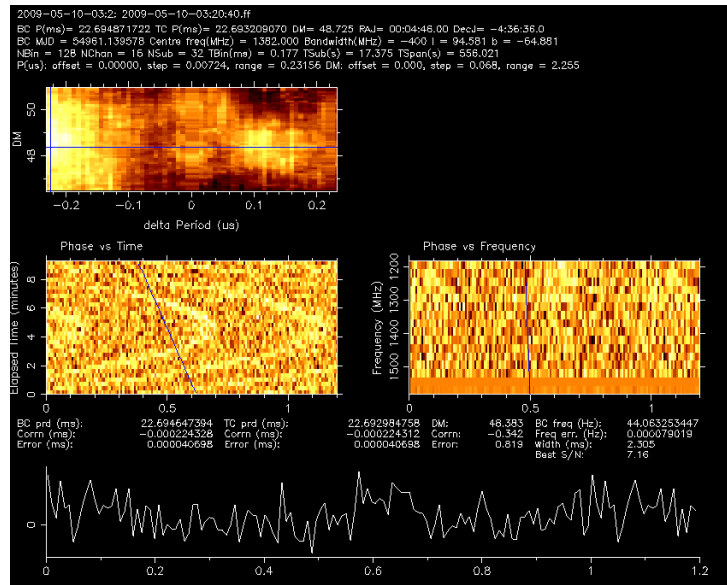 2009-05-10-03:2: 2009-05-10-03:20:40.ff
BC P(ms)= 22.694871722 TC P(ms)= 22.693209070 DM= 48.725 RAJ= 00:04:46.00 DecJ= -4:36:36.0
BC MJD = 54961.139578 Centre freq(MHz) = 1382.000 Bandwidth(MHz) = -400 l = 94.581 b = -64.881
NBin = 128 NChan = 16 NSub = 32 TBin(ms) = 0.177 TSub(s) = 17.375 TSpan(s) = 556.021
P(us): offset = 0.00000, step = 0.00724, range = 0.23156 DM: offset = 0.000, step = 0.068, range = 2.255
50
48
DM
-0.2 -0.1 0 0.1 0.2
delta Period (us)
Phase vs Time
8
6
4
2
0
Elapsed Time (minutes)
0 0.5 1
Phase vs Frequency
1200
1300
1400
1500
Frequency (MHz)
0 0.5 1
BC prd (ms): 22.694647394 TC prd (ms): 22.692984758 DM: 48.383 BC freq (Hz): 44.063253447
Corrn (ms): -0.000224328 Corrn (ms): -0.000224312 Corrn: -0.342 Freq err. (Hz): 0.000079019
Error (ms): 0.000040698 Error (ms): 0.000040698 Error: 0.819 Width (ms): 2.305
Best S/N: 7.16
0
0 0.2 0.4 0.6 0.8 1 1.2